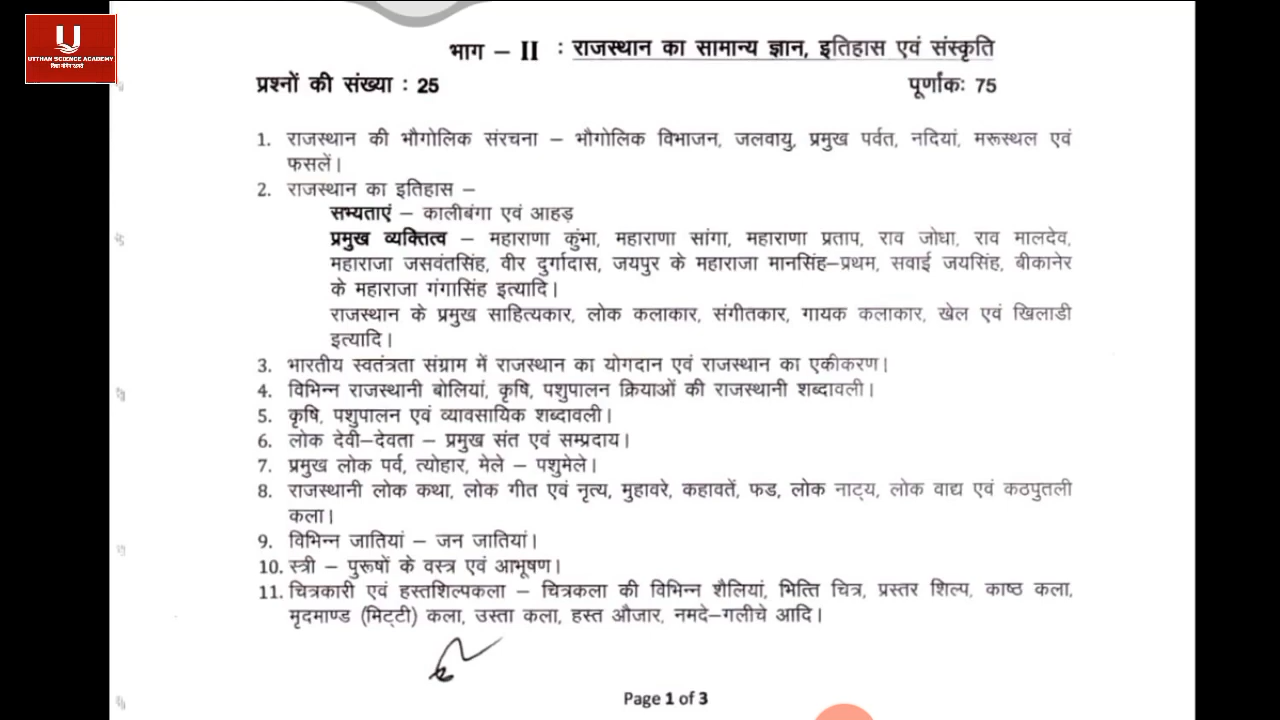 U
UTTHAN SCIENCE ACADEMY
भाग – II : राजस्थान का सामान्य ज्ञान, इतिहास एवं संस्कृति
प्रश्नों की संख्या : 25 पूर्णांकः 75
1. राजस्थान की भौगोलिक संरचना – भौगोलिक विभाजन, जलवायु, प्रमुख पर्वत, नदियां, मरूस्थल एवं
फसलें।
2. राजस्थान का इतिहास –
सभ्यताएं – कालीबंगा एवं आहड़
प्रमुख व्यक्तित्व – महाराणा कुंभा, महाराणा सांगा, महाराणा प्रताप, राव जोधा, राव मालदेव,
महाराजा जसवंतसिंह, वीर दुर्गादास, जयपुर के महाराजा मानसिंह–प्रथम, सवाई जयसिंह, बीकानेर
के महाराजा गंगासिंह इत्यादि।
राजस्थान के प्रमुख साहित्यकार, लोक कलाकार, संगीतकार, गायक कलाकार, खेल एवं खिलाडी
इत्यादि।
3. भारतीय स्वतंत्रता संग्राम में राजस्थान का योगदान एवं राजस्थान का एकीकरण।
4. विभिन्न राजस्थानी बोलियां, कृषि, पशुपालन क्रियाओं की राजस्थानी शब्दावली।
5. कृषि, पशुपालन एवं व्यावसायिक शब्दावली।
6. लोक देवी–देवता – प्रमुख संत एवं सम्प्रदाय।
7. प्रमुख लोक पर्व, त्योहार, मेले – पशुमेले।
8. राजस्थानी लोक कथा, लोक गीत एवं नृत्य, मुहावरे, कहावतें, फड, लोक नाट्य, लोक वाद्य एवं कठपुतली
कला।
9. विभिन्न जातियां – जन जातियां।
10. स्त्री – पुरूषों के वस्त्र एवं आभूषण।
11. चित्रकारी एवं हस्तशिल्पकला – चित्रकला की विभिन्न शैलियां, भित्ति चित्र, प्रस्तर शिल्प, काष्ठ कला,
मृदमाण्ड (मिट्टी) कला, उस्ता कला, हस्त औजार, नमदे–गलीचे आदि।
Page 1 of 3